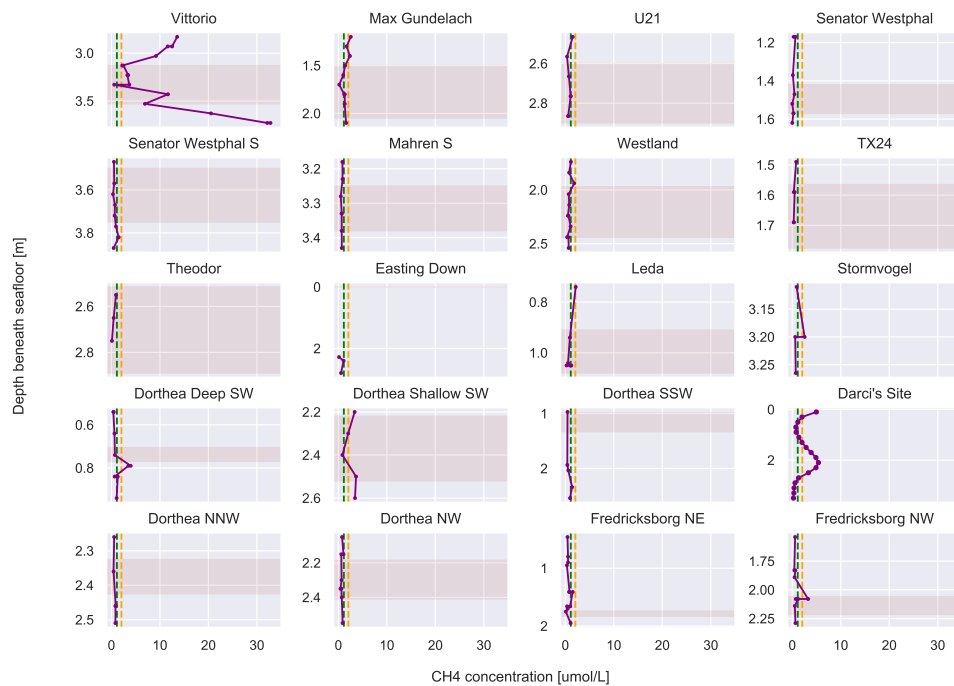 Vittorio
Max Gundelach
U21
Senator Westphal
3.0
3.5
1.5
2.0
2.6
2.8
1.2
1.4
1.6
Senator Westphal S
Mahren S
Westland
TX24
3.6
3.8
3.2
3.3
3.4
2.0
2.5
1.5
1.6
1.7
Depth beneath seafloor [m]
Theodor
Easting Down
Leda
Stormvogel
2.6
2.8
0
2
0.8
1.0
3.15
3.20
3.25
Dorthea Deep SW
Dorthea Shallow SW
Dorthea SSW
Darci's Site
0.6
0.8
2.2
2.4
2.6
1
2
0
2
Dorthea NNW
Dorthea NW
Fredricksborg NE
Fredricksborg NW
2.3
2.4
2.5
2.2
2.4
1
2
1.75
2.00
2.25
0 10 20 30
0 10 20 30
0 10 20 30
0 10 20 30
CH4 concentration [umol/L]